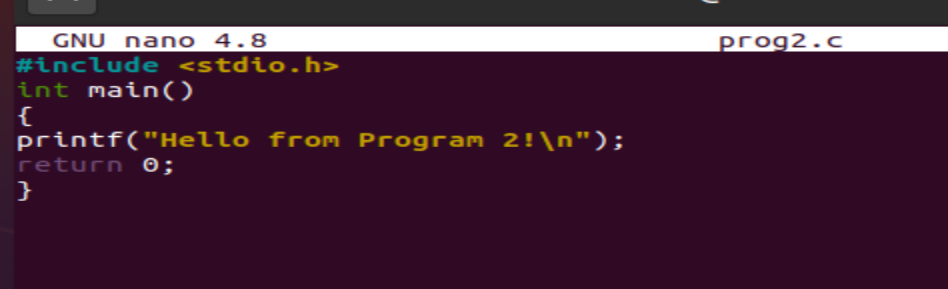 GNU nano 4.8 prog2.c
#include <stdio.h>
int main()
{
printf("Hello from Program 2!\n");
return 0;
}